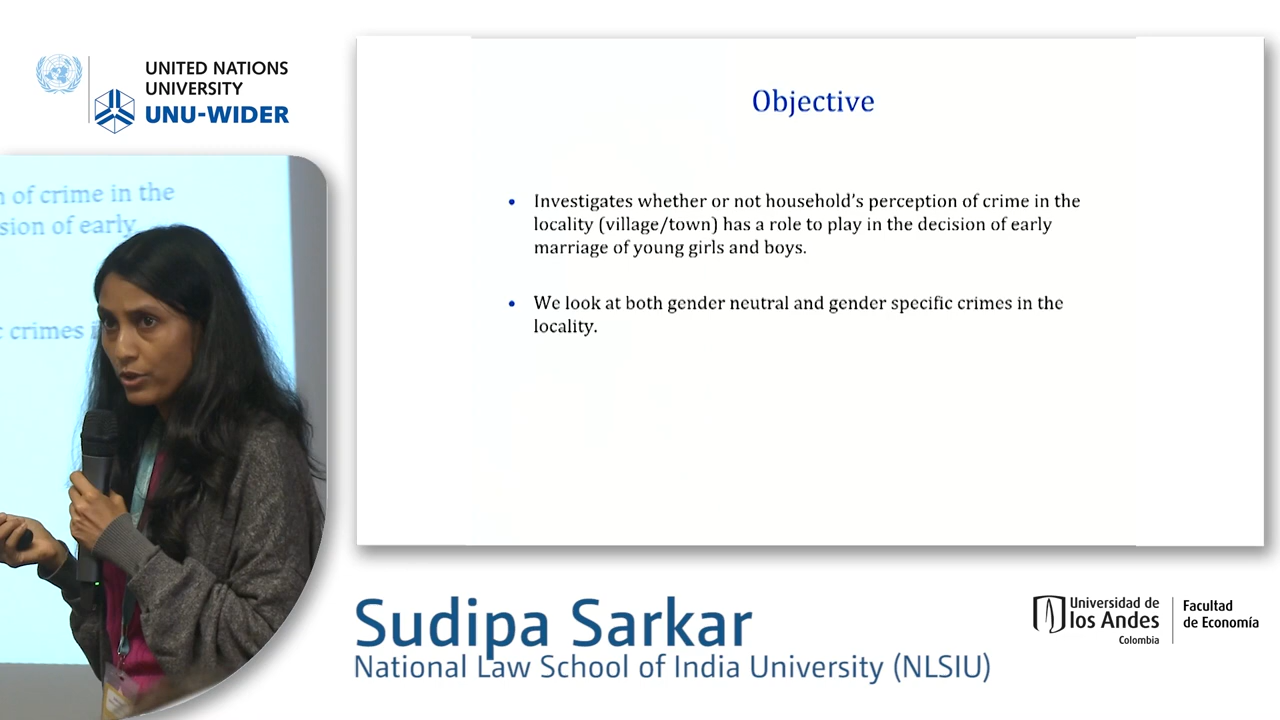 UNITED NATIONS
UNIVERSITY
UNU-WIDER
n of crime in the
sion of early
c crimes i
Objective
• Investigates whether or not household's perception of crime in the
locality (village/town) has a role to play in the decision of early
marriage of young girls and boys.
• We look at both gender neutral and gender specific crimes in the
locality.
Sudipa Sarkar
National Law School of India University (NLSIU)
Universidad de
los Andes
Colombia
Facultad
de Economía